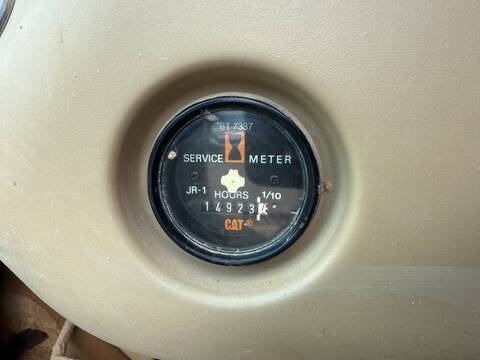 6T 7337
SERVICE METER
JR-1 HOURS 1/10
14923
CAT®